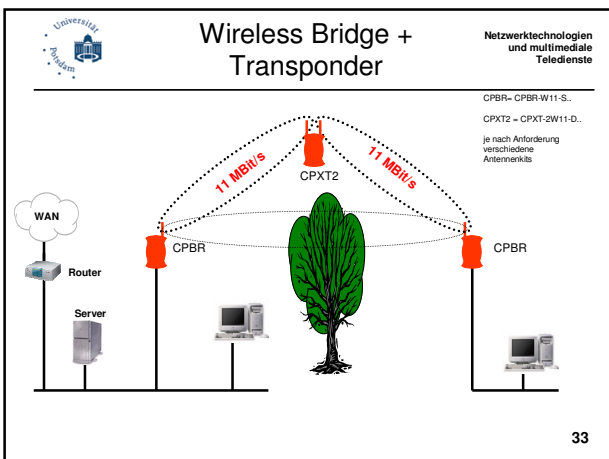 Universität
Potsdam
Wireless Bridge +
Transponder
Netzwerktechnologien
und multimediale
Teledienste
CPBR= CPBR-W11-S..
CPXT2 = CPXT-2W11-D..
je nach Anforderung
verschiedene
Antennenkits
11 MBit/s
11 MBit/s
CPXT2
WAN
CPBR
CPBR
Router
Server
33